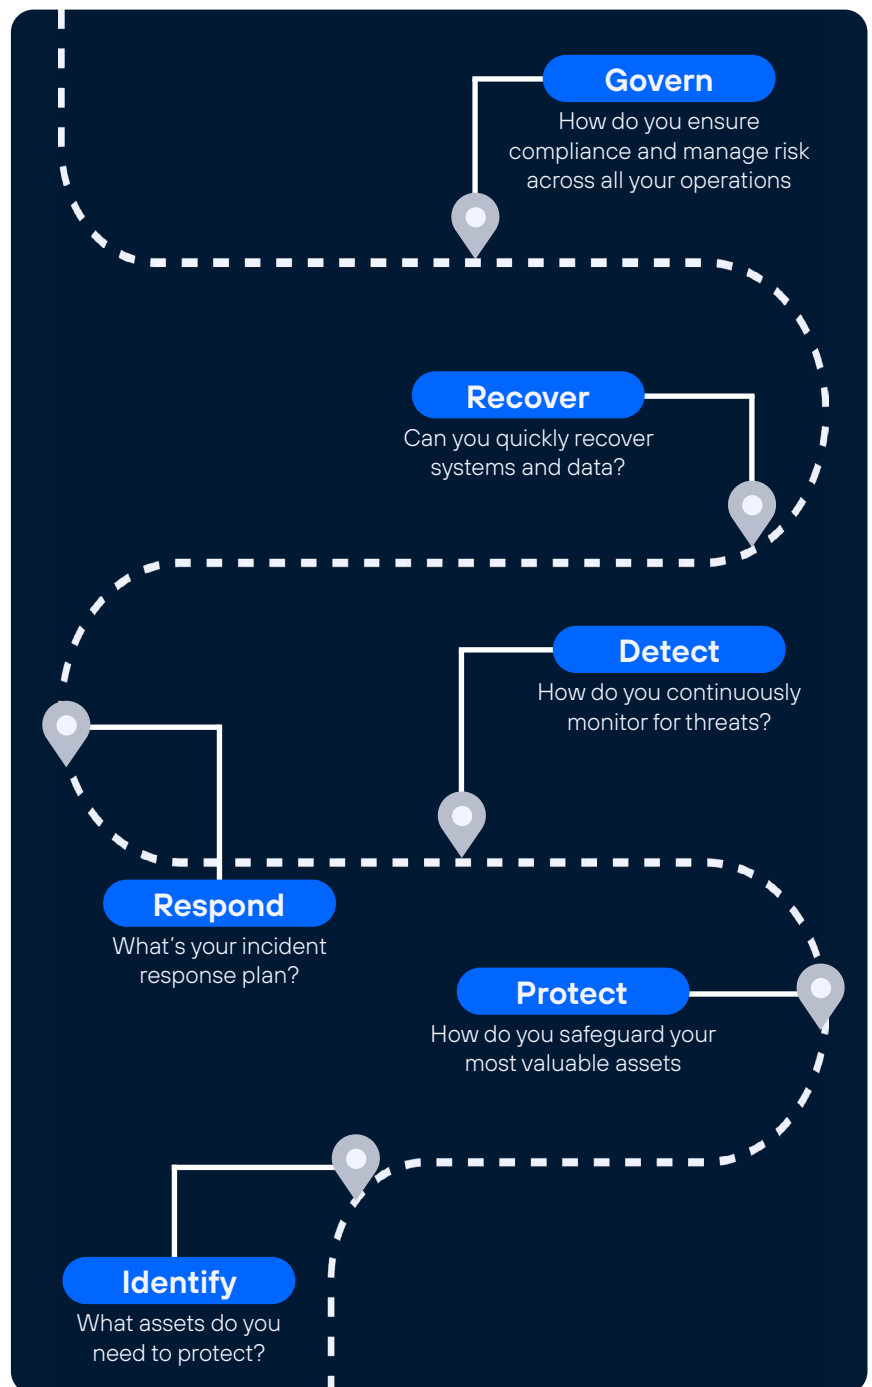 Govern
How do you ensure
compliance and manage risk
across all your operations
Recover
Can you quickly recover
systems and data?
Detect
How do you continuously
monitor for threats?
Respond
What's your incident
response plan?
Protect
How do you safeguard your
most valuable assets
Identify
What assets do you
need to protect?